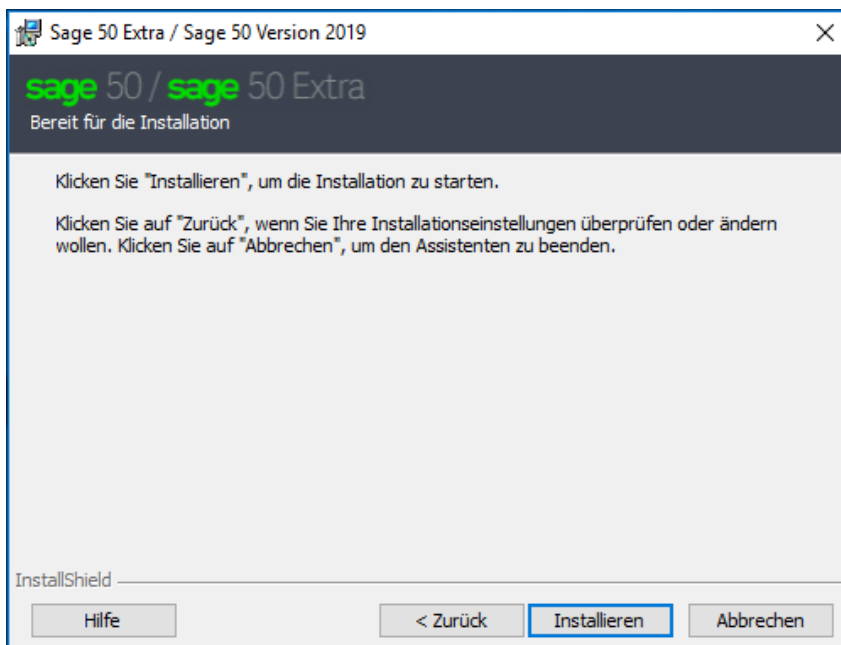 Sage 50 Extra / Sage 50 Version 2019
sage 50 / sage 50 Extra
Bereit für die Installation
Klicken Sie "Installieren", um die Installation zu starten.
Klicken Sie auf "Zurück", wenn Sie Ihre Installationseinstellungen überprüfen oder ändern
wollen. Klicken Sie auf "Abbrechen", um den Assistenten zu beenden.
InstallShield
Hilfe
< Zurück
Installieren
Abbrechen